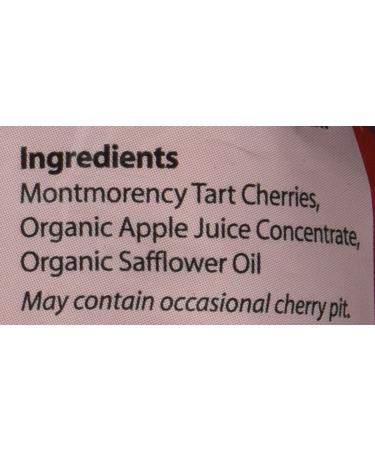 Ingredients
Montmorency Tart Cherries,
Organic Apple Juice Concentrate,
Organic Safflower Oil
May contain occasional cherry pit.